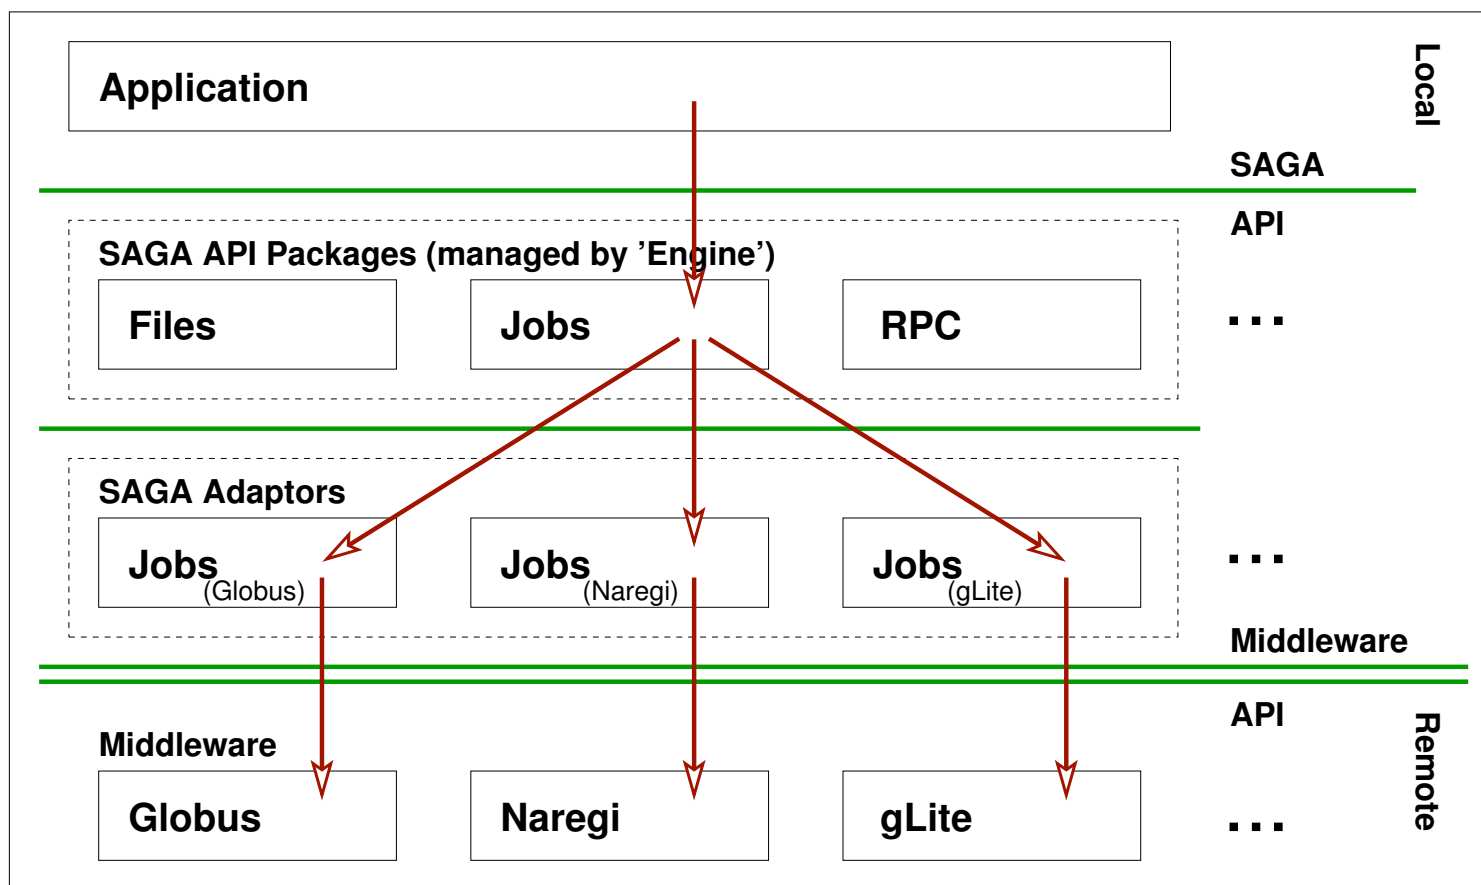 Application
Local
SAGA
API
SAGA API Packages (managed by ’Engine’)
Files
Jobs
RPC
...
SAGA Adaptors
Jobs
(Globus)
Jobs
(Naregi)
Jobs
(gLite)
...
Middleware
API
Middleware
Remote
Globus
Naregi
gLite
...